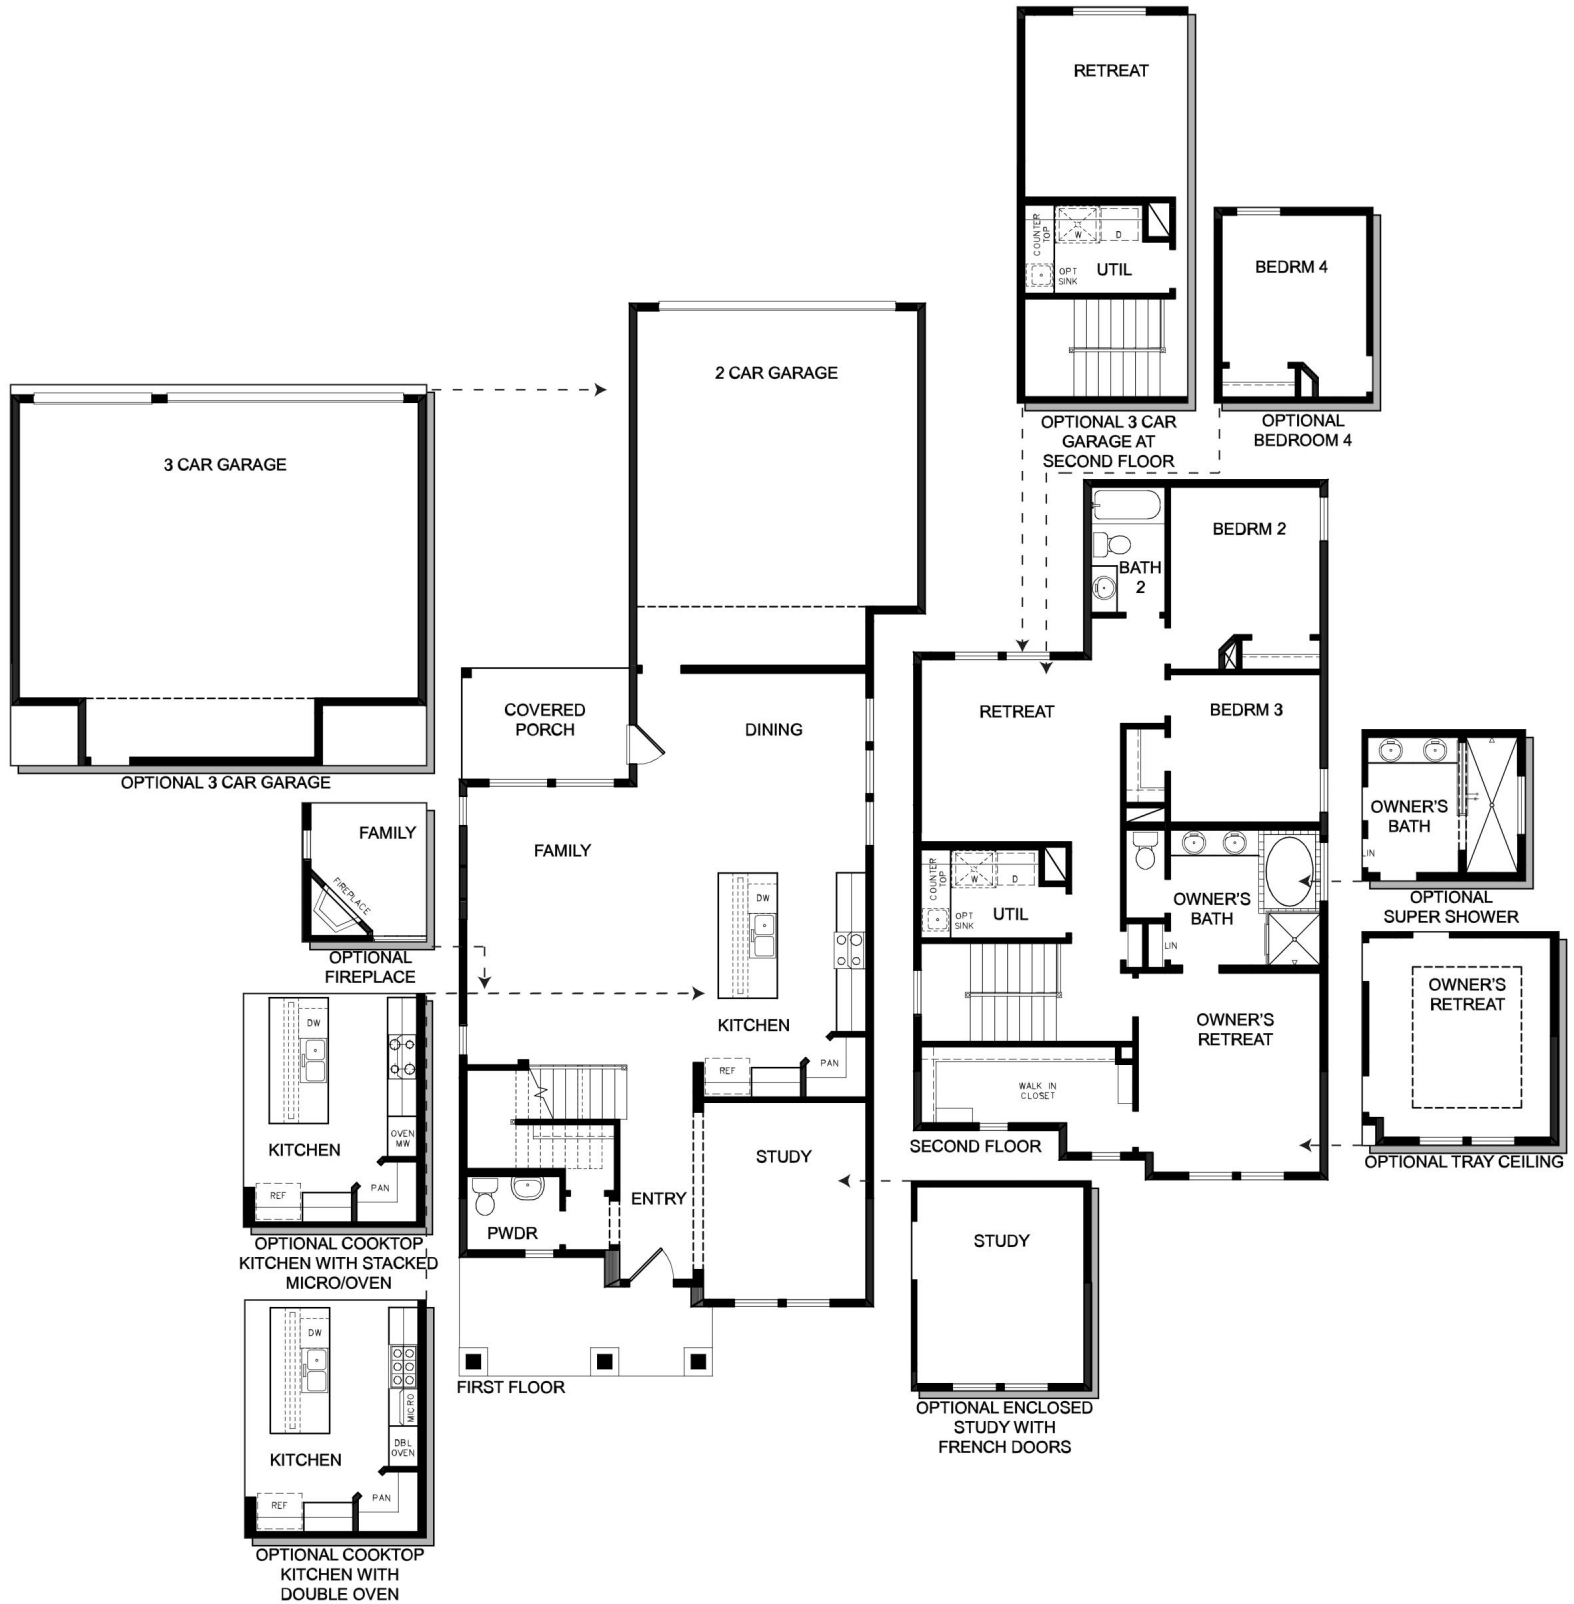 RETREAT
COUNTER
TOP
W
D
OPT
SINK
UTIL
OPTIONAL 3 CAR
GARAGE AT
SECOND FLOOR
BEDRM 4
OPTIONAL
BEDROOM 4
3 CAR GARAGE
OPTIONAL 3 CAR GARAGE
2 CAR GARAGE
COVERED
PORCH
DINING
FAMILY
DW
KITCHEN
REF
PAN
STUDY
ENTRY
PWDR
FIRST FLOOR
FAMILY
FIREPLACE
OPTIONAL
FIREPLACE
DW
OVEN
MW
KITCHEN
PAN
REF
OPTIONAL COOKTOP
KITCHEN WITH STACKED
MICRO/OVEN
DW
MICRO
DBL
OVEN
KITCHEN
PAN
REF
OPTIONAL COOKTOP
KITCHEN WITH
DOUBLE OVEN
BEDRM 2
BATH
2
RETREAT
BEDRM 3
COUNTER
TOP
W
D
OPT
SINK
UTIL
OWNER'S
BATH
LIN
OWNER'S
RETREAT
WALK IN
CLOSET
SECOND FLOOR
OWNER'S
BATH
LIN
OPTIONAL
SUPER SHOWER
OWNER'S
RETREAT
OPTIONAL TRAY CEILING
STUDY
OPTIONAL ENCLOSED
STUDY WITH
FRENCH DOORS